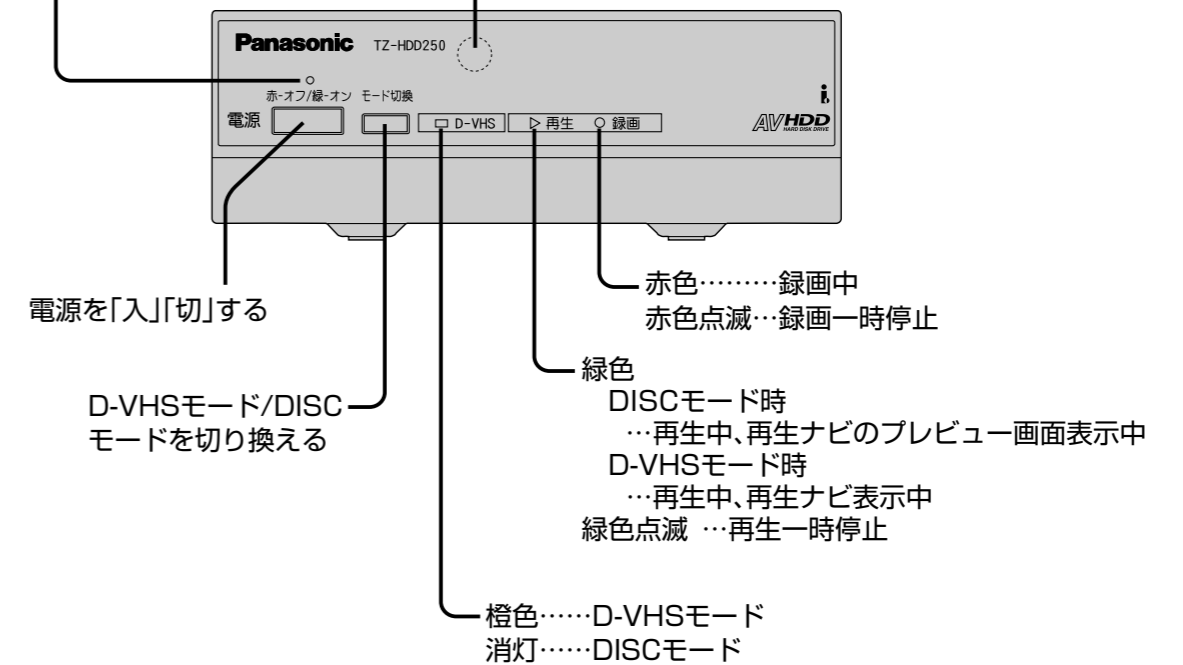 Panasonic TZ-HDD250
赤-オフ/緑-オン モード切換
電源 D-VHS 再生 録画
i
AV HDD
HARD DISK DRIVE
赤色………録画中
赤色点滅…録画一時停止
電源を「入」「切」する
緑色
DISCモード時
…再生中、再生ナビのプレビュー画面表示中
D-VHSモード時
…再生中、再生ナビ表示中
緑色点滅 …再生一時停止
D-VHSモード/DISC
モードを切り換える
橙色……D-VHSモード
消灯……DISCモード